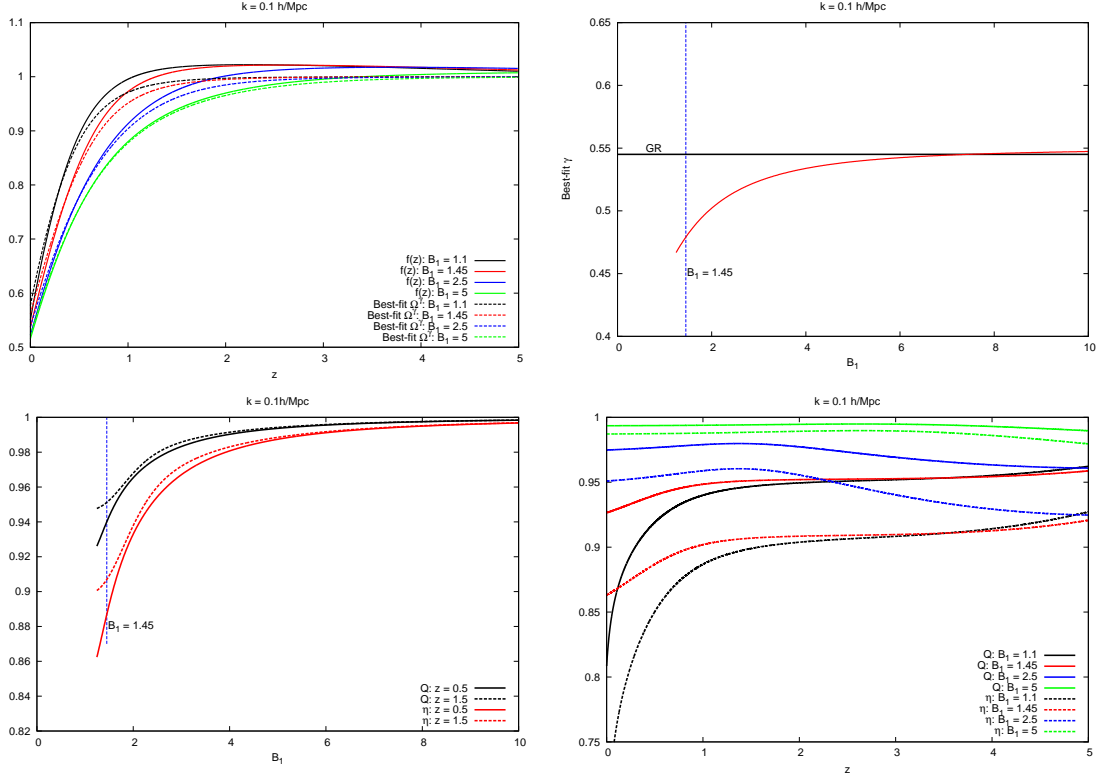 k = 0.1 h/Mpc
1.1
1
0.9
0.8
0.7
0.6
0.5
0 1 2 3 4 5
z
f(z): B₁ = 1.1
f(z): B₁ = 1.45
f(z): B₁ = 2.5
f(z): B₁ = 5
Best-fit Ω^γ: B₁ = 1.1
Best-fit Ω^γ: B₁ = 1.45
Best-fit Ω^γ: B₁ = 2.5
Best-fit Ω^γ: B₁ = 5
k = 0.1 h/Mpc
0.65
0.6
0.55
0.5
0.45
0.4
Best-fit γ
GR
B₁ = 1.45
0 2 4 6 8 10
B₁
k = 0.1h/Mpc
1
0.98
0.96
0.94
0.92
0.9
0.88
0.86
0.84
0.82
B₁ = 1.45
Q: z = 0.5
Q: z = 1.5
η: z = 0.5
η: z = 1.5
0 2 4 6 8 10
B₁
k = 0.1 h/Mpc
1
0.95
0.9
0.85
0.8
0.75
Q: B₁ = 1.1
Q: B₁ = 1.45
Q: B₁ = 2.5
Q: B₁ = 5
η: B₁ = 1.1
η: B₁ = 1.45
η: B₁ = 2.5
η: B₁ = 5
0 1 2 3 4 5
z